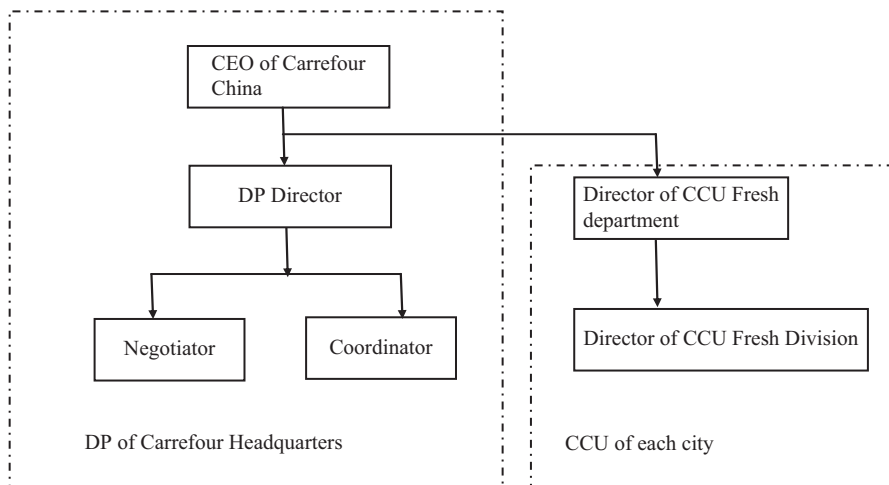 CEO of Carrefour
China
DP Director
Director of CCU Fresh
department
Negotiator
Coordinator
Director of CCU Fresh Division
DP of Carrefour Headquarters
CCU of each city